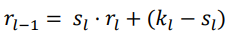 r_{l−1} = s_l · r_l + (k_l − s_l)